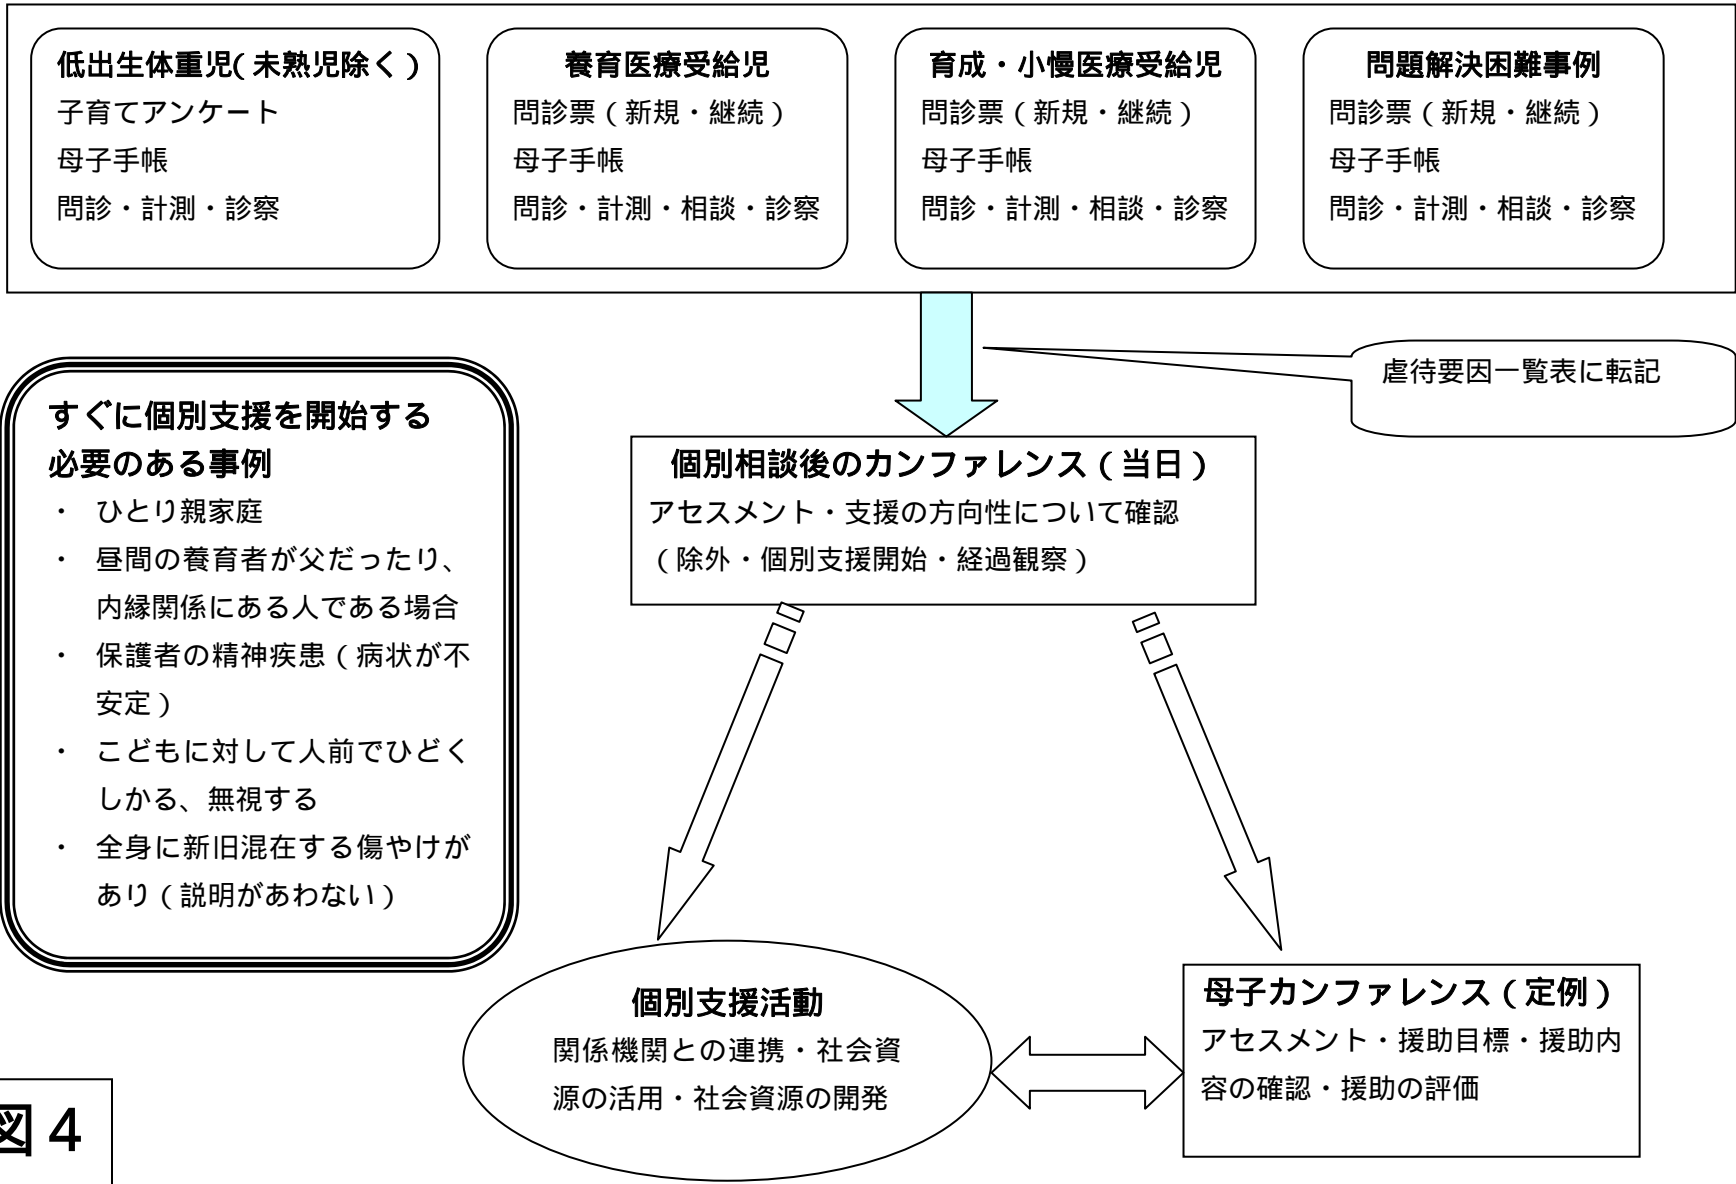 低出生体重児(未熟児除く)
子育てアンケート
母子手帳
問診・計測・診察
養育医療受給児
問診票(新規・継続)
母子手帳
問診・計測・相談・診察
育成・小慢医療受給児
問診票(新規・継続)
母子手帳
問診・計測・相談・診察
問題解決困難事例
問診票(新規・継続)
母子手帳
問診・計測・相談・診察
虐待要因一覧表に転記
すぐに個別支援を開始する
必要のある事例
・ ひとり親家庭
・ 昼間の養育者が父だったり、
内縁関係にある人である場合
・ 保護者の精神疾患(病状が不
安定)
・ こどもに対して人前でひどく
しかる、無視する
・ 全身に新旧混在する傷やけが
あり(説明があわない)
個別相談後のカンファレンス(当日)
アセスメント・支援の方向性について確認
(除外・個別支援開始・経過観察)
個別支援活動
関係機関との連携・社会資
源の活用・社会資源の開発
母子カンファレンス(定例)
アセスメント・援助目標・援助内
容の確認・援助の評価
図4